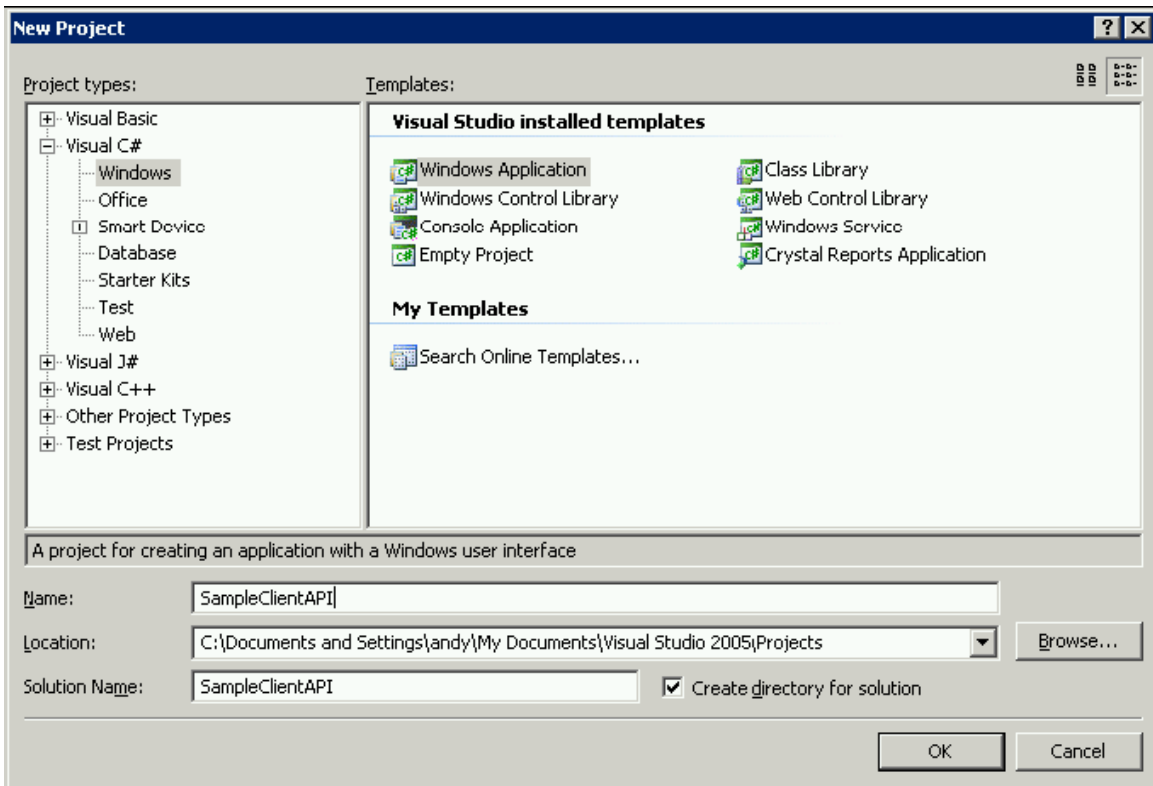 New Project
Project types:
Templates:
Visual Basic
Visual C#
Windows
Office
Smart Device
Database
Starter Kits
Test
Web
Visual J#
Visual C++
Other Project Types
Test Projects
Visual Studio installed templates
Windows Application
Class Library
Windows Control Library
Web Control Library
Console Application
Windows Service
Empty Project
Crystal Reports Application
My Templates
Search Online Templates...
A project for creating an application with a Windows user interface
Name:
SampleClientAPI
Location:
C:\Documents and Settings\andy\My Documents\Visual Studio 2005\Projects
Browse...
Solution Name:
SampleClientAPI
Create directory for solution
OK
Cancel